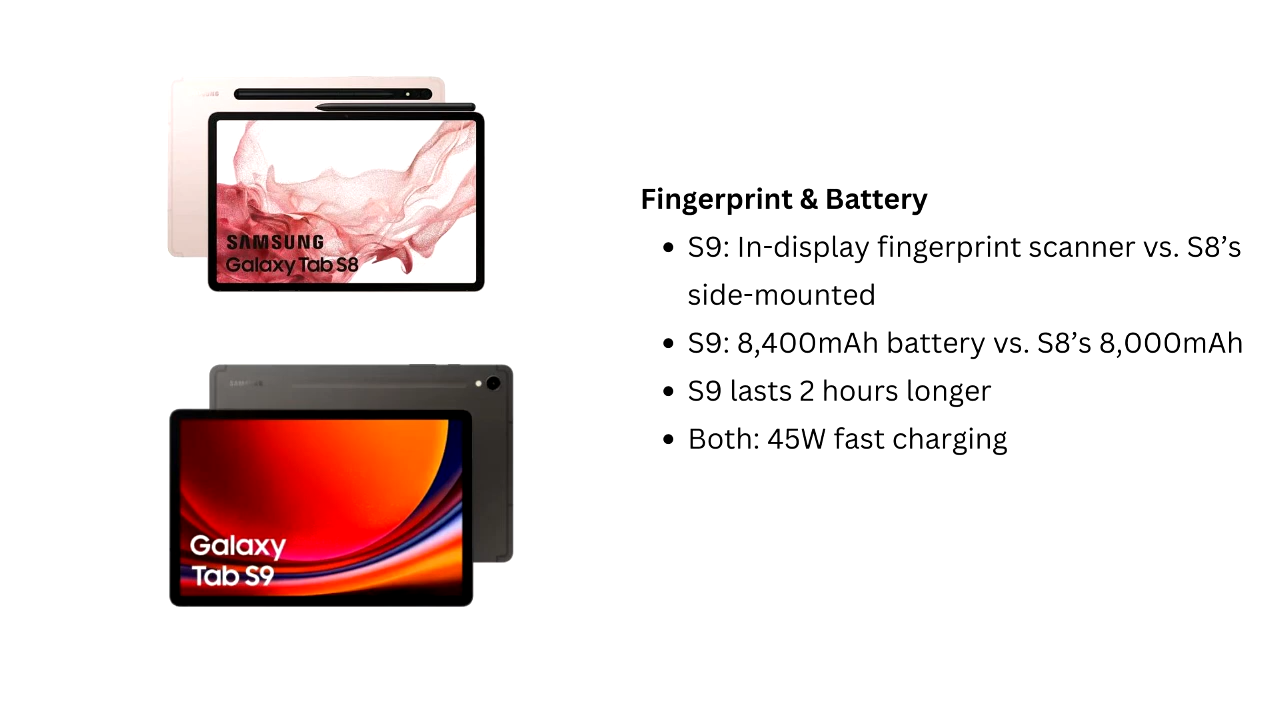 SAMSUNG
Galaxy Tab S8
SAMSUNG
Galaxy
Tab S9
Fingerprint & Battery
• S9: In-display fingerprint scanner vs. S8’s
side-mounted
• S9: 8,400mAh battery vs. S8’s 8,000mAh
• S9 lasts 2 hours longer
• Both: 45W fast charging